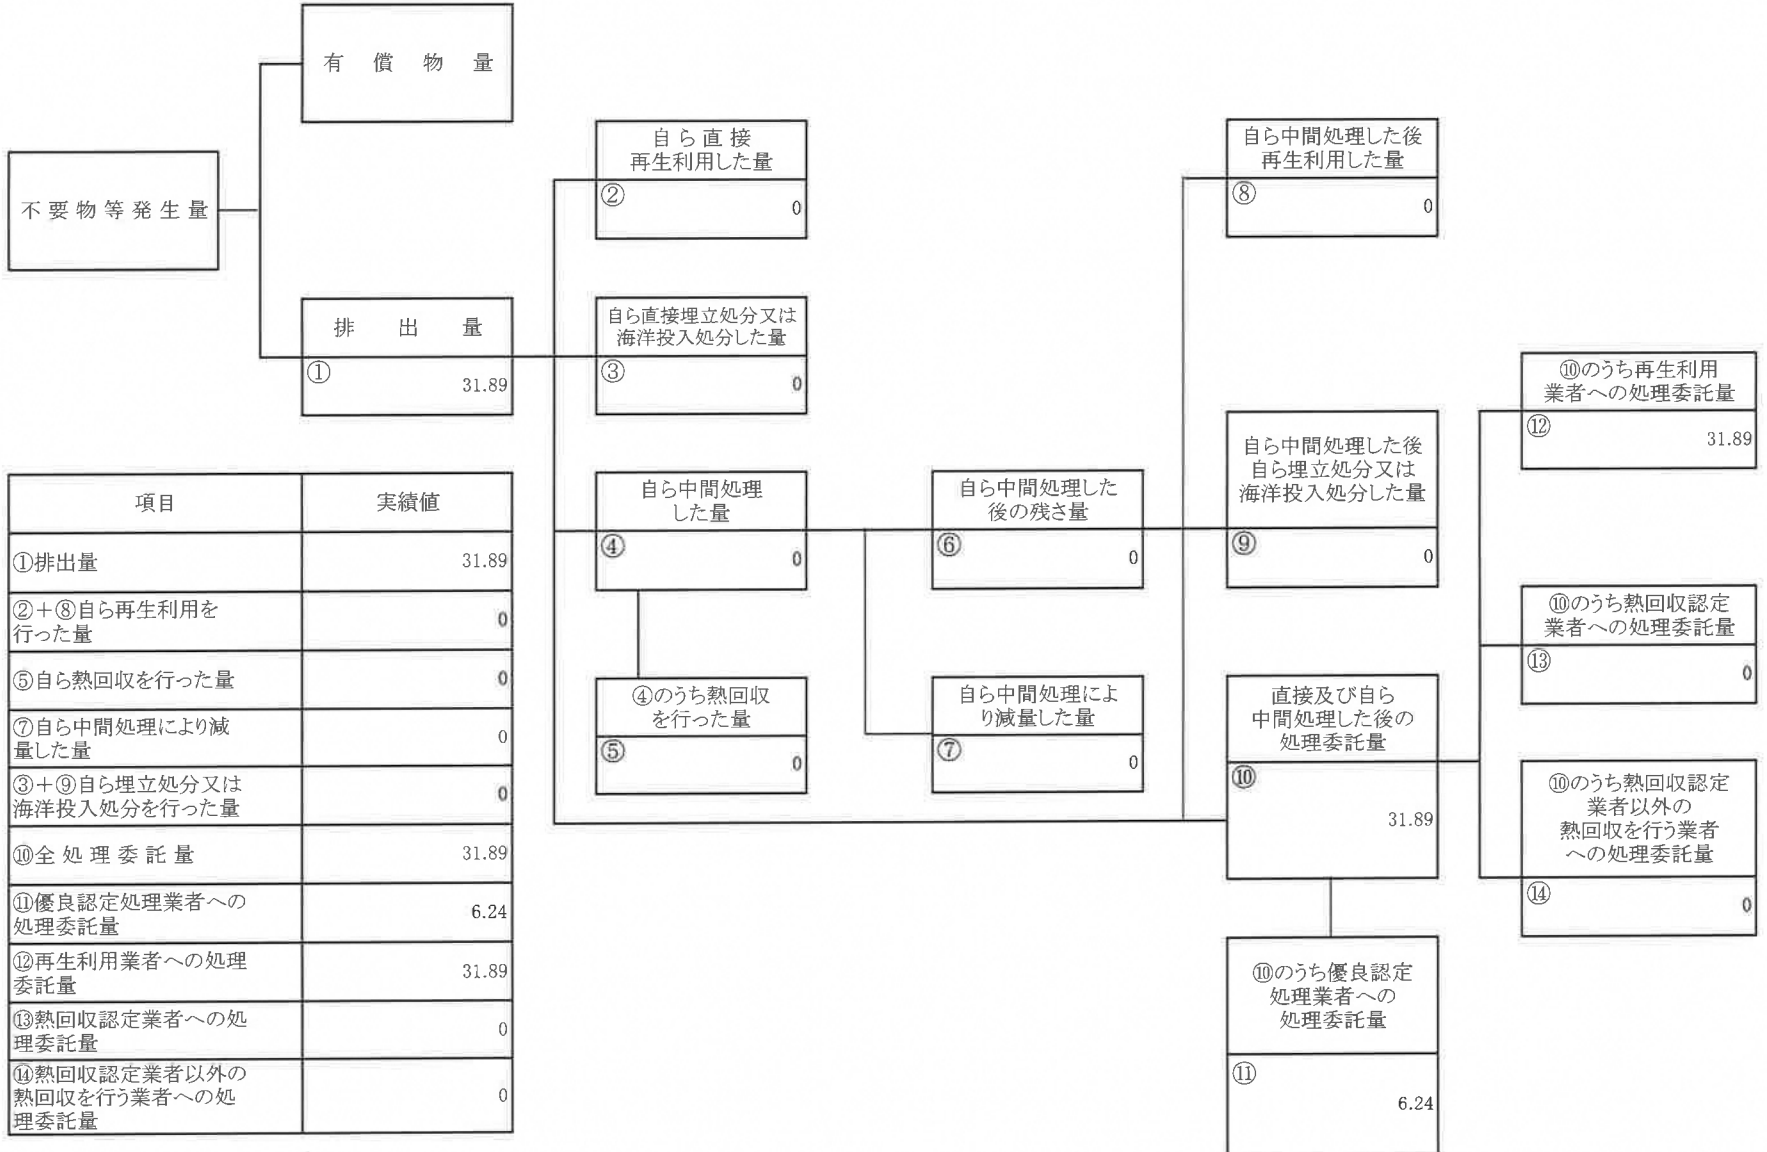 有償物量
不要物等発生量
排出量
①
31.89
自ら直接
再生利用した量
②
0
自ら直接埋立処分又は
海洋投入処分した量
③
0
自ら中間処理
した量
④
0
④のうち熱回収
を行った量
⑤
0
自ら中間処理した
後の残さ量
⑥
0
自ら中間処理によ
り減量した量
⑦
0
自ら中間処理した後
再生利用した量
⑧
0
自ら中間処理した後
自ら埋立処分又は
海洋投入処分した量
⑨
0
直接及び自ら
中間処理した後の
処理委託量
⑩
31.89
⑩のうち優良認定
処理業者への
処理委託量
⑪
6.24
⑩のうち再生利用
業者への処理委託量
⑫
31.89
⑩のうち熱回収認定
業者への処理委託量
⑬
0
⑩のうち熱回収認定
業者以外の
熱回収を行う業者
への処理委託量
⑭
0
項目 実績値
①排出量 31.89
②+⑧自ら再生利用を
行った量 0
⑤自ら熱回収を行った量 0
⑦自ら中間処理により減
量した量 0
③+⑨自ら埋立処分又は
海洋投入処分を行った量 0
⑩全処理委託量 31.89
⑪優良認定処理業者への
処理委託量 6.24
⑫再生利用業者への処理
委託量 31.89
⑬熱回収認定業者への処
理委託量 0
⑭熱回収認定業者以外の
熱回収を行う業者への処
理委託量 0